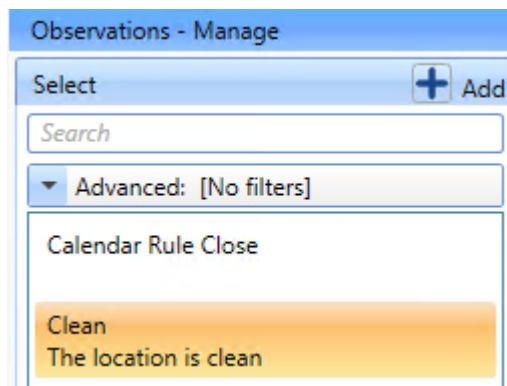 Observations - Manage
Select
Add
Search
Advanced: [No filters]
Calendar Rule Close
Clean
The location is clean